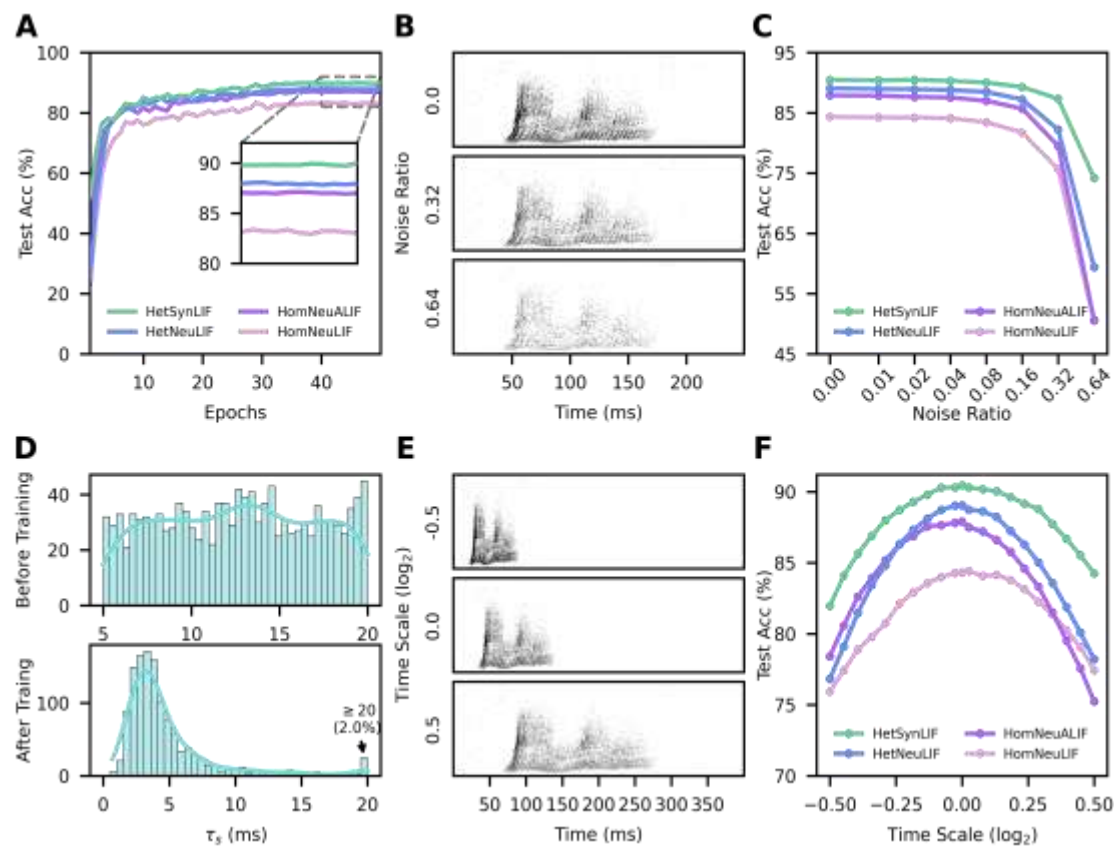 A
100
80
60
40
20
0
Test Acc (%)
90
85
80
HetSynLIF
HetNeuLIF
HomNeuALIF
HomNeuLIF
10 20 30 40
Epochs
B
Noise Ratio
0.0
0.32
0.64
50 100 150 200
Time (ms)
C
95
85
75
65
55
45
Test Acc (%)
HetSynLIF
HetNeuLIF
HomNeuALIF
HomNeuLIF
0.00 0.01 0.02 0.04 0.08 0.16 0.32 0.64
Noise Ratio
D
Before Training
40
20
0
5 10 15 20
After Traing
100
0
≥ 20
(2.0%)
0 5 10 15 20
τs (ms)
E
Time Scale (log2)
-0.5
0.0
0.5
50 100 150 200 250 300 350
Time (ms)
F
90
85
80
75
70
Test Acc (%)
HetSynLIF
HetNeuLIF
HomNeuALIF
HomNeuLIF
−0.50 −0.25 0.00 0.25 0.50
Time Scale (log2)